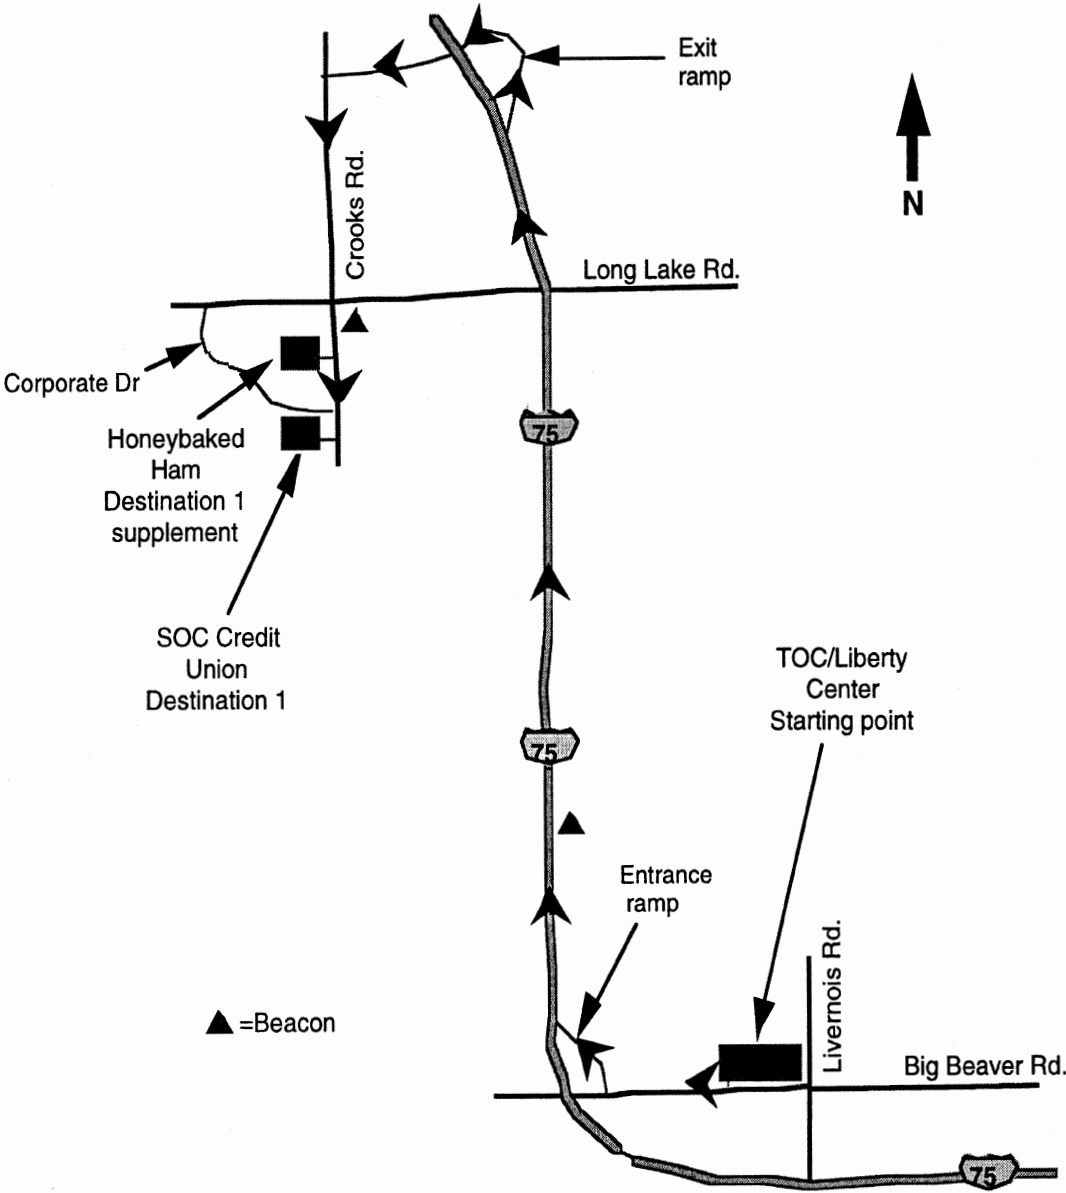 Exit
ramp
N
Crooks Rd.
Long Lake Rd.
Corporate Dr
Honeybaked
Ham
Destination 1
supplement
75
SOC Credit
Union
Destination 1
TOC/Liberty
Center
Starting point
75
Entrance
ramp
Livernois Rd.
=Beacon
Big Beaver Rd.
75